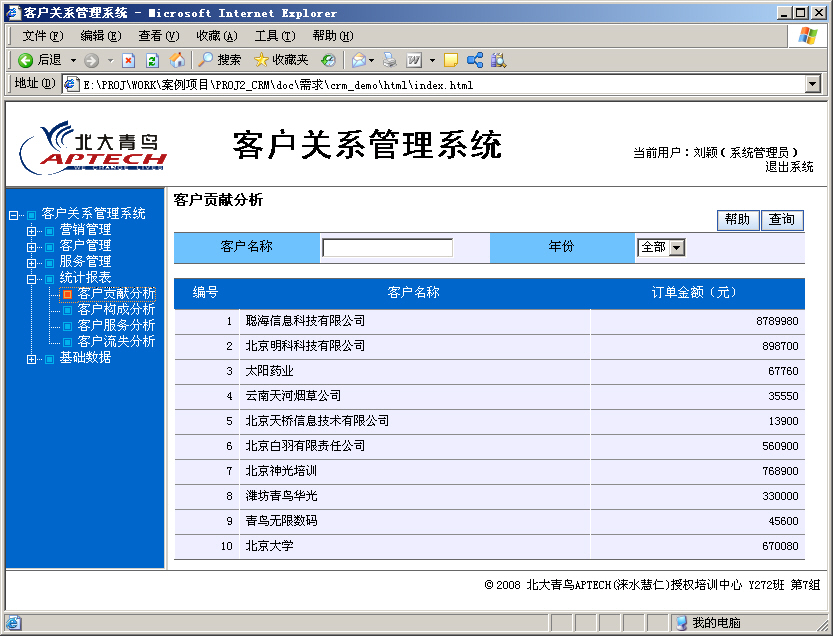 客户关系管理系统 - Microsoft Internet Explorer
文件(F) 编辑(E) 查看(V) 收藏(A) 工具(T) 帮助(H)
后退 搜索 收藏夹
地址(D) E:\PROJ\WORK\案例项目\PROJ2_CRM\doc\需求\crm_demo\html\index.html
北大青鸟
APTECH
WE CHANGE LIVES
客户关系管理系统
当前用户：刘颖(系统管理员)
退出系统
客户关系管理系统
营销管理
客户管理
服务管理
统计报表
客户贡献分析
客户构成分析
客户服务分析
客户流失分析
基础数据
客户贡献分析
帮助 查询
客户名称 年份 全部
编号 客户名称 订单金额（元）
1 聪海信息科技有限公司 8789980
2 北京明科科技有限公司 898700
3 太阳药业 67760
4 云南天河烟草公司 35550
5 北京天桥信息技术有限公司 13900
6 北京白羽有限责任公司 560900
7 北京神光培训 768900
8 潍坊青鸟华光 330000
9 青鸟无限数码 45600
10 北京大学 670080
©2008 北大青鸟APTECH(涞水慧仁)授权培训中心 Y272班 第7组
我的电脑